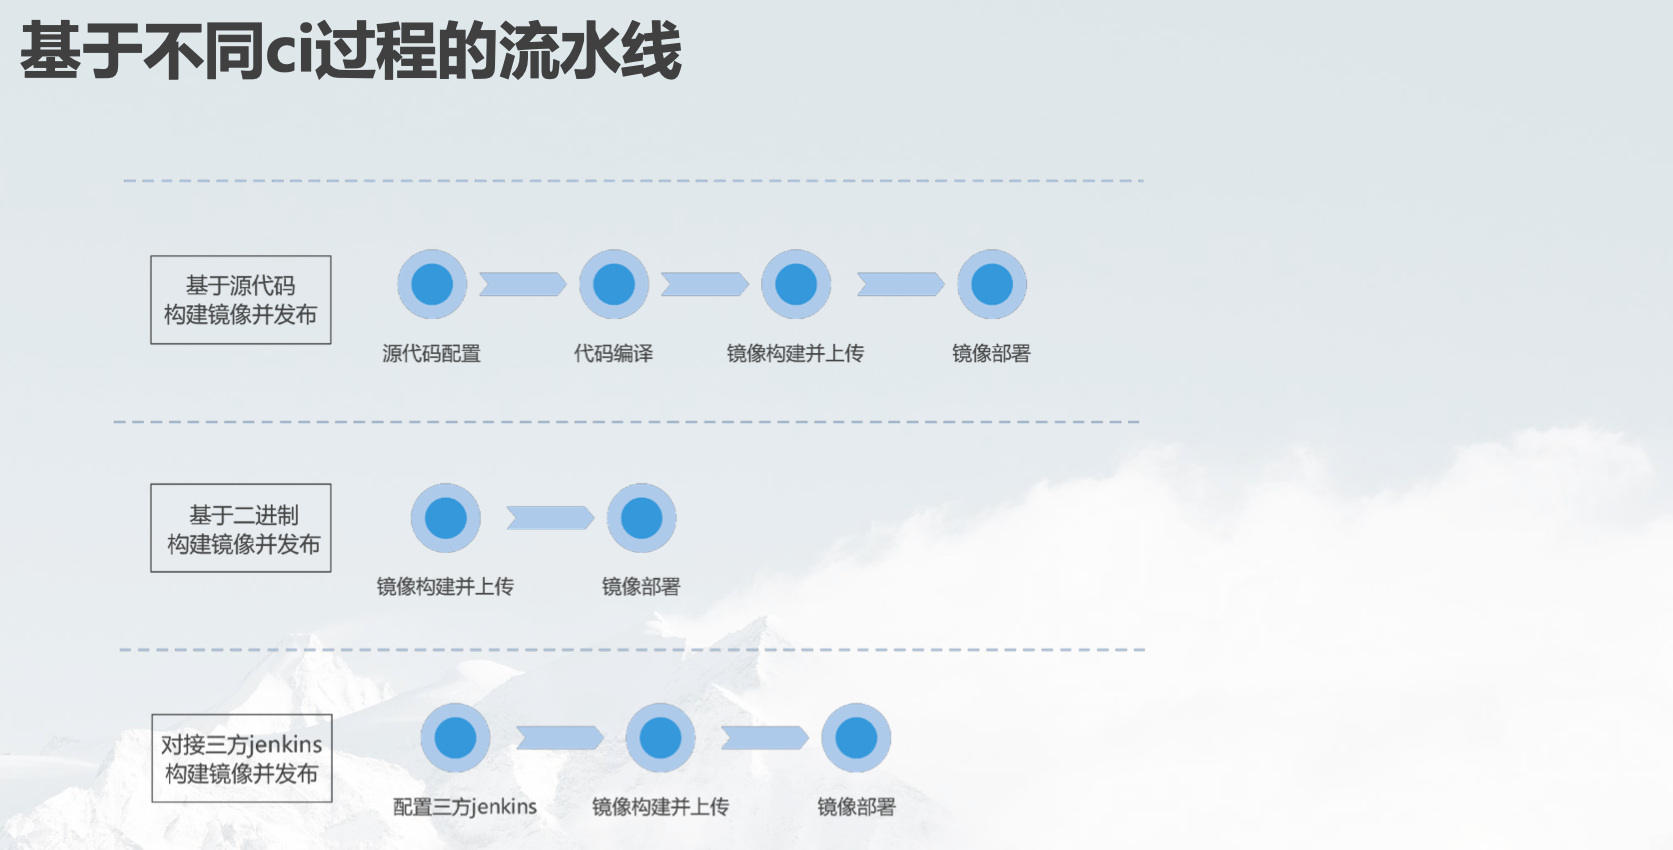 基于不同ci过程的流水线
基于源代码
构建镜像并发布
源代码配置
代码编译
镜像构建并上传
镜像部署
基于二进制
构建镜像并发布
镜像构建并上传
镜像部署
对接三方jenkins
构建镜像并发布
配置三方jenkins
镜像构建并上传
镜像部署